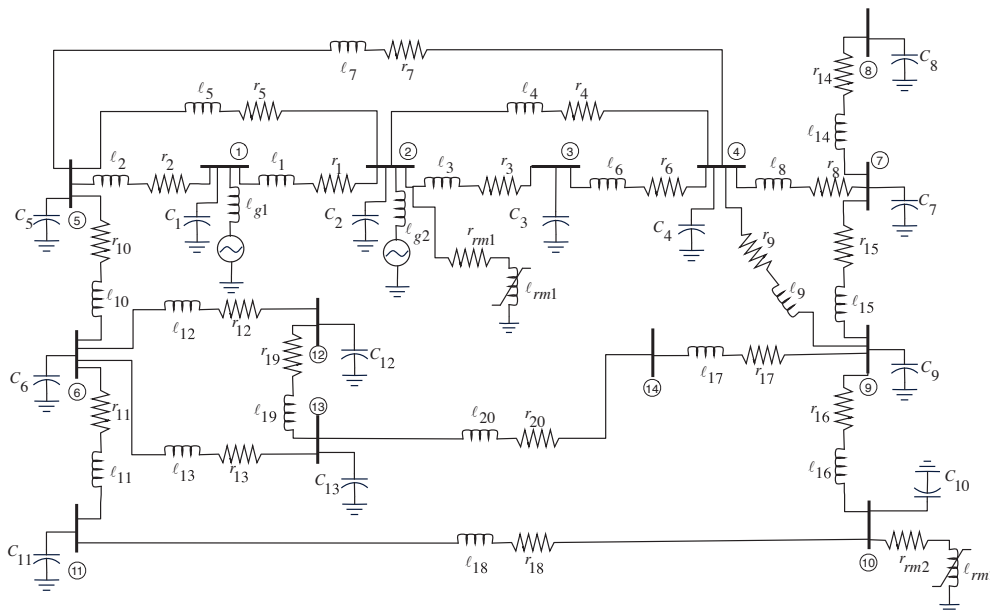 ℓ7 r7
8 C8
r14
ℓ5 r5
ℓ4 r4
ℓ14
ℓ2 r2 1 ℓ1 r1 2 ℓ3 r3 3 ℓ6 r6 4 ℓ8 r8 7
C5 5 C1 ℓg1 C2 ℓg2 C3 C4 C7
r10 rm1 r9 r15
ℓrm1
ℓ10 ℓ9 ℓ15
ℓ12 r12 12 C12
r19
C6 6 14 ℓ17 r17 9 C9
r11 ℓ19 13 ℓ20 r20 r16
ℓ11 ℓ13 r13 C13 ℓ16
C10
C11 11 ℓ18 r18 10 rrm2 ℓrm